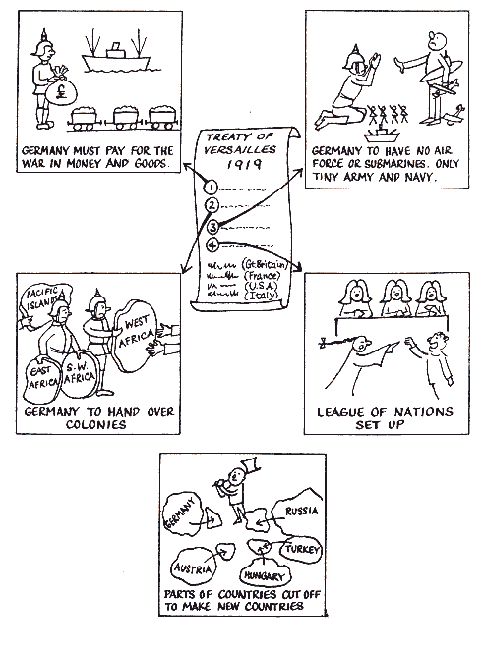 £
GERMANY MUST PAY FOR THE
WAR IN MONEY AND GOODS.
GERMANY TO HAVE NO AIR
FORCE OR SUBMARINES. ONLY
TINY ARMY AND NAVY.
TREATY OF
VERSAILLES
1919
1
2
3
4
(Gt Britain)
(France)
(U.S.A)
(Italy)
PACIFIC
ISLANDS
WEST
AFRICA
EAST
AFRICA
S-W.
AFRICA
GERMANY TO HAND OVER
COLONIES
LEAGUE OF NATIONS
SET UP
GERMANY
RUSSIA
AUSTRIA
HUNGARY
TURKEY
PARTS OF COUNTRIES CUT OFF
TO MAKE NEW COUNTRIES